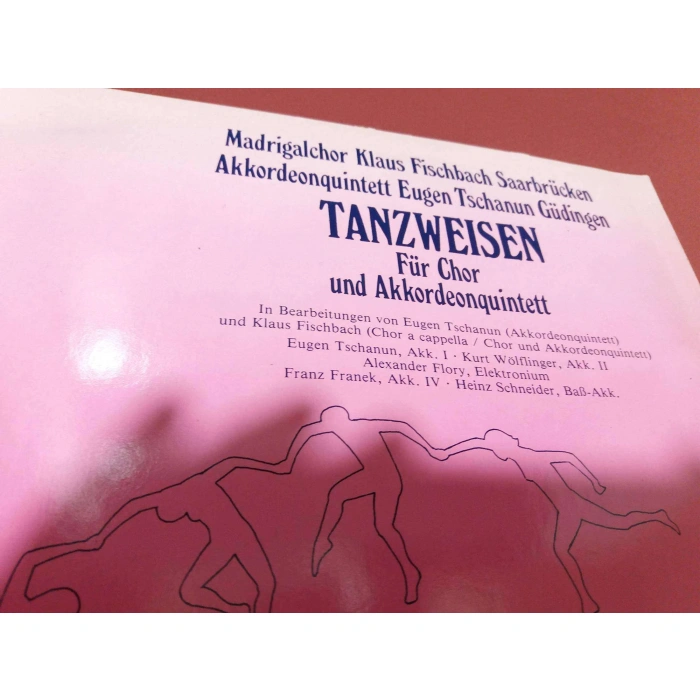 Madrigalchor Klaus Fischbach Saarbrücken
Akkordeonquintett Eugen Tschanun Güdingen
TANZWEISEN
Für Chor
und Akkordeonquintett
In Bearbeitungen von Eugen Tschanun (Akkordeonquintett)
und Klaus Fischbach (Chor a cappella / Chor und Akkordeonquintett)
Eugen Tschanun, Akk. I · Kurt Wölflinger, Akk. II
Alexander Flory, Elektronium
Franz Franek, Akk. IV · Heinz Schneider, Baß-Akk.